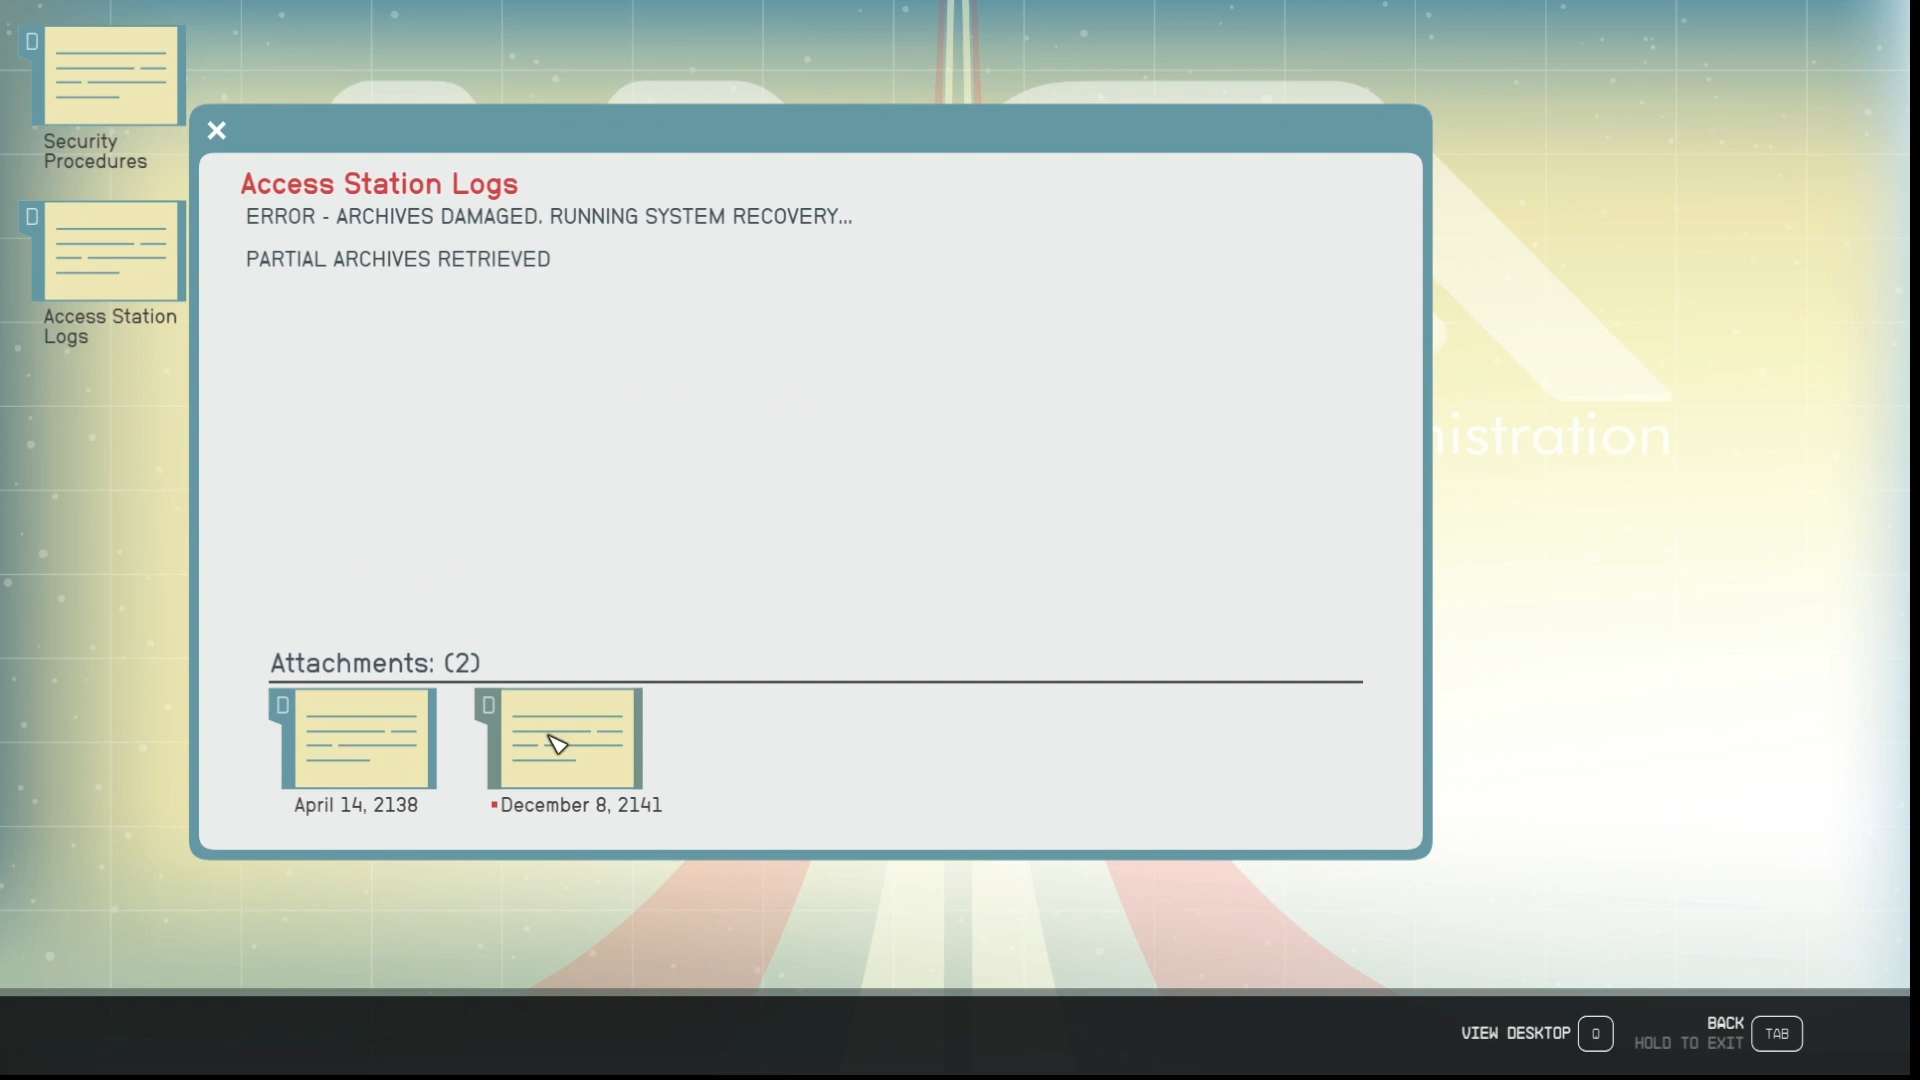 Security
Procedures
Access Station
Logs
Access Station Logs
ERROR - ARCHIVES DAMAGED. RUNNING SYSTEM RECOVERY...
PARTIAL ARCHIVES RETRIEVED
Attachments: (2)
April 14, 2138
December 8, 2141
nistration
VIEW DESKTOP Q
BACK TAB
HOLD TO EXIT